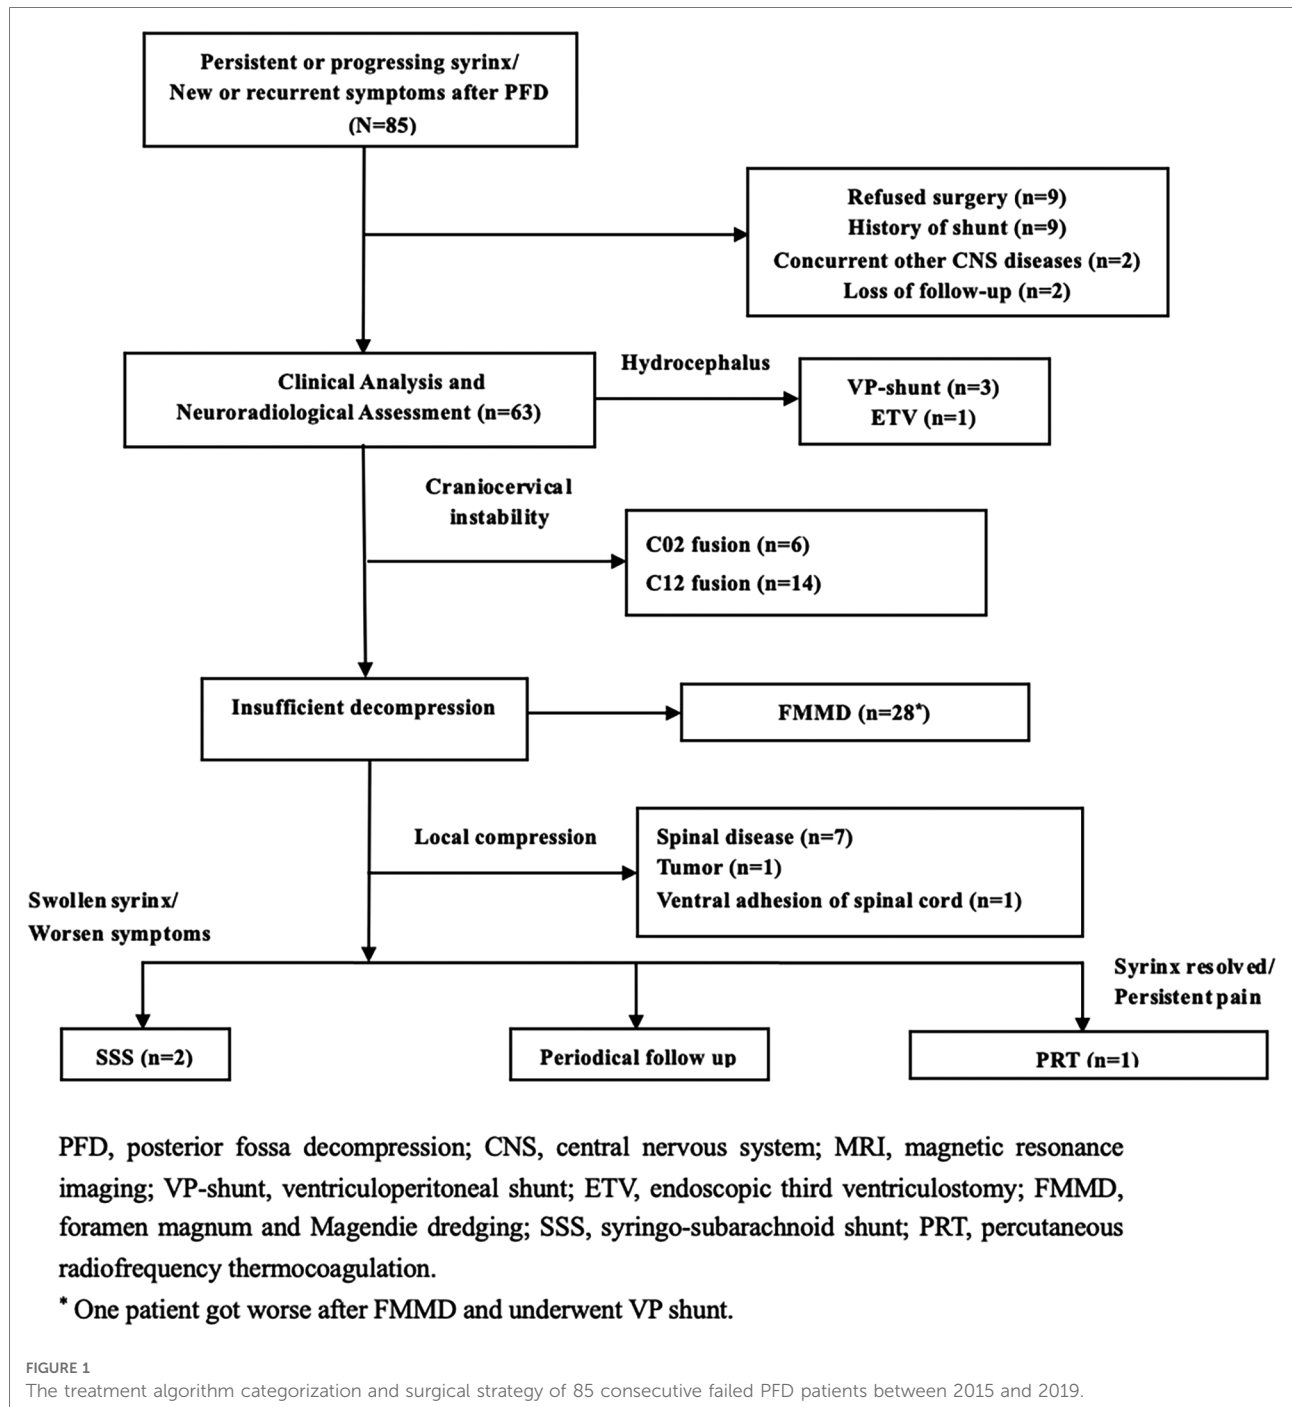 Persistent or progressing syrinx/
New or recurrent symptoms after PFD
(N=85)
Refused surgery (n=9)
History of shunt (n=9)
Concurrent other CNS diseases (n=2)
Loss of follow-up (n=2)
Clinical Analysis and
Neuroradiological Assessment (n=63)
Hydrocephalus
VP-shunt (n=3)
ETV (n=1)
Craniocervical
instability
C02 fusion (n=6)
C12 fusion (n=14)
Insufficient decompression
FMMD (n=28*)
Local compression
Spinal disease (n=7)
Tumor (n=1)
Ventral adhesion of spinal cord (n=1)
Swollen syrinx/
Worsen symptoms
Syrinx resolved/
Persistent pain
SSS (n=2)
Periodical follow up
PRT (n=1)
PFD, posterior fossa decompression; CNS, central nervous system; MRI, magnetic resonance
imaging; VP-shunt, ventriculoperitoneal shunt; ETV, endoscopic third ventriculostomy; FMMD,
foramen magnum and Magendie dredging; SSS, syringo-subarachnoid shunt; PRT, percutaneous
radiofrequency thermocoagulation.
* One patient got worse after FMMD and underwent VP shunt.
FIGURE 1
The treatment algorithm categorization and surgical strategy of 85 consecutive failed PFD patients between 2015 and 2019.